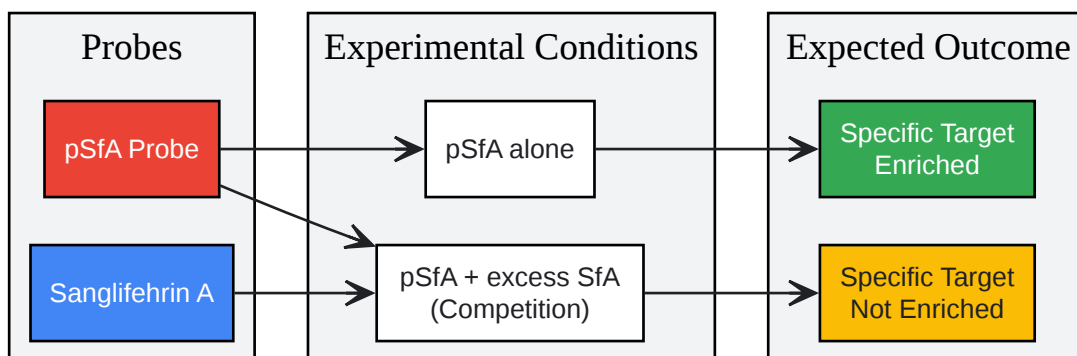 Probes
pSfA Probe
Sanglifehrin A
Experimental Conditions
pSfA alone
pSfA + excess SfA
(Competition)
Expected Outcome
Specific Target
Enriched
Specific Target
Not Enriched